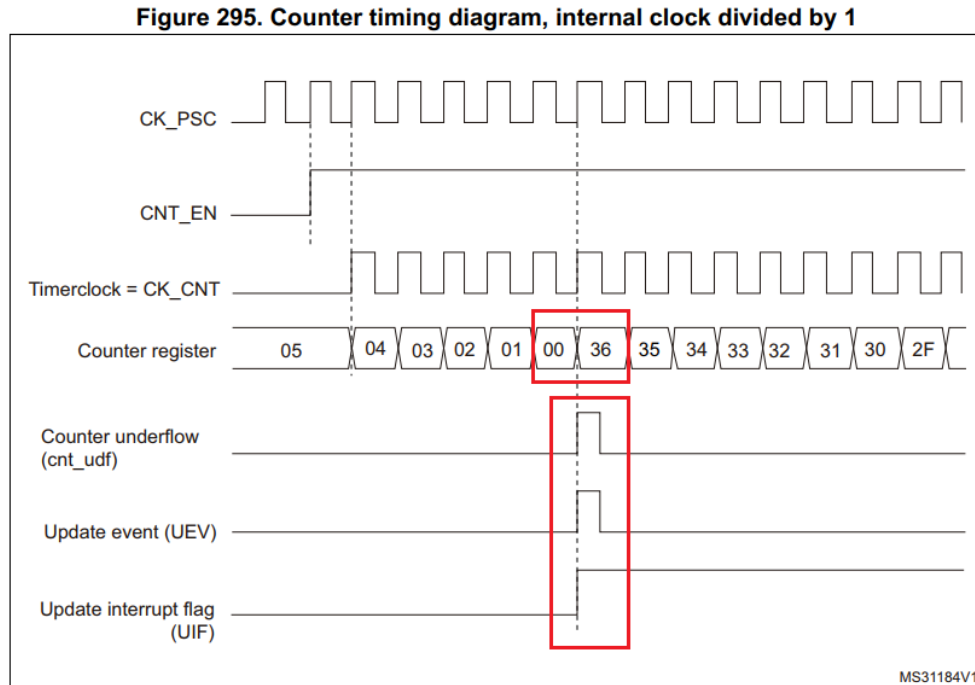 Figure 295. Counter timing diagram, internal clock divided by 1
CK_PSC
CNT_EN
Timerclock = CK_CNT
Counter register 05 04 03 02 01 00 36 35 34 33 32 31 30 2F
Counter underflow
(cnt_udf)
Update event (UEV)
Update interrupt flag
(UIF)
MS31184V1